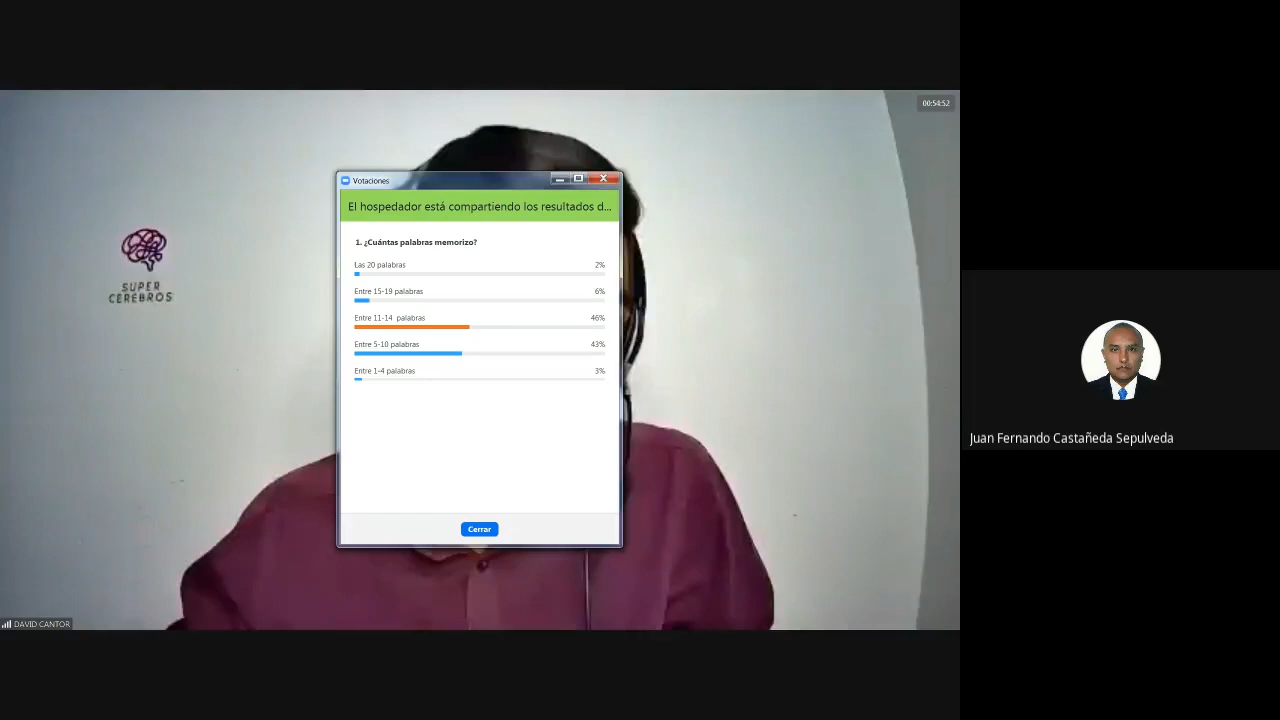 00:54:52
Votaciones
El hospedador está compartiendo los resultados d...
1. ¿Cuántas palabras memorizo?
Las 20 palabras 2%
Entre 15-19 palabras 6%
Entre 11-14 palabras 46%
Entre 5-10 palabras 43%
Entre 1-4 palabras 3%
Cerrar
SUPER
CEREBROS
Juan Fernando Castañeda Sepulveda
DAVID CANTOR